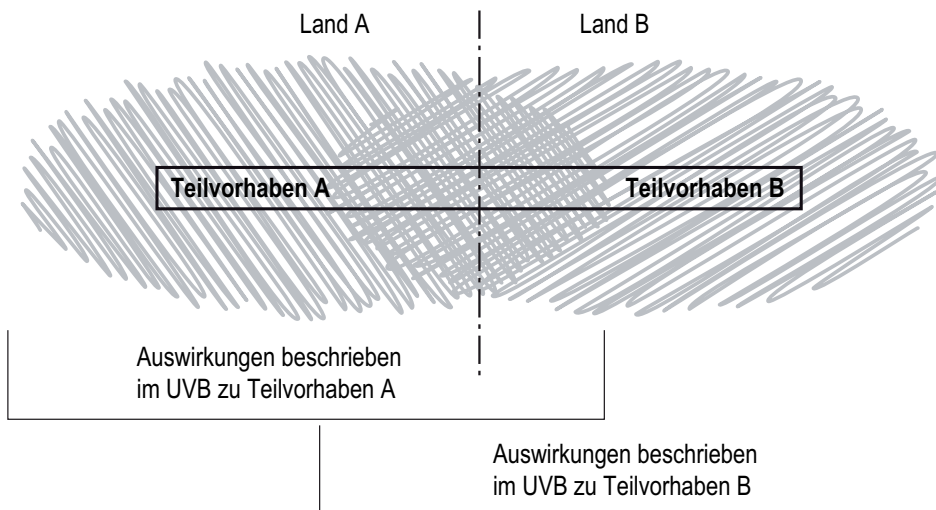 Land A
Land B
Teilvorhaben A
Teilvorhaben B
Auswirkungen beschrieben
im UVB zu Teilvorhaben A
Auswirkungen beschrieben
im UVB zu Teilvorhaben B